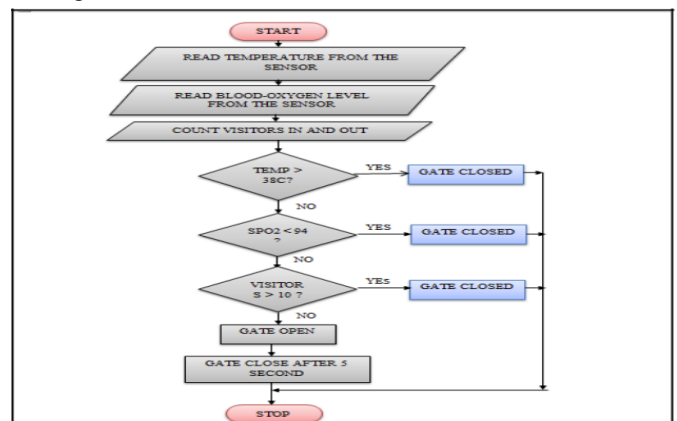 START
READ TEMPERATURE FROM THE
SENSOR
READ BLOOD-OXYGEN LEVEL
FROM THE SENSOR
COUNT VISITORS IN AND OUT
TEMP >
38C?
YES
GATE CLOSED
NO
SPO2 < 94
?
YES
GATE CLOSED
NO
VISITOR
S > 10 ?
YES
GATE CLOSED
NO
GATE OPEN
GATE CLOSE AFTER 5
SECOND
STOP